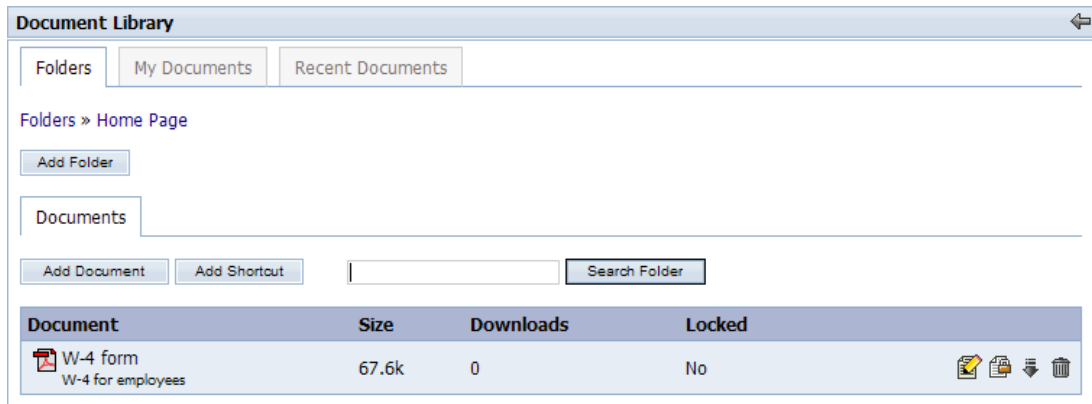 Document Library
Folders My Documents Recent Documents
Folders » Home Page
Add Folder
Documents
Add Document Add Shortcut Search Folder
Document Size Downloads Locked
W-4 form
W-4 for employees 67.6k 0 No